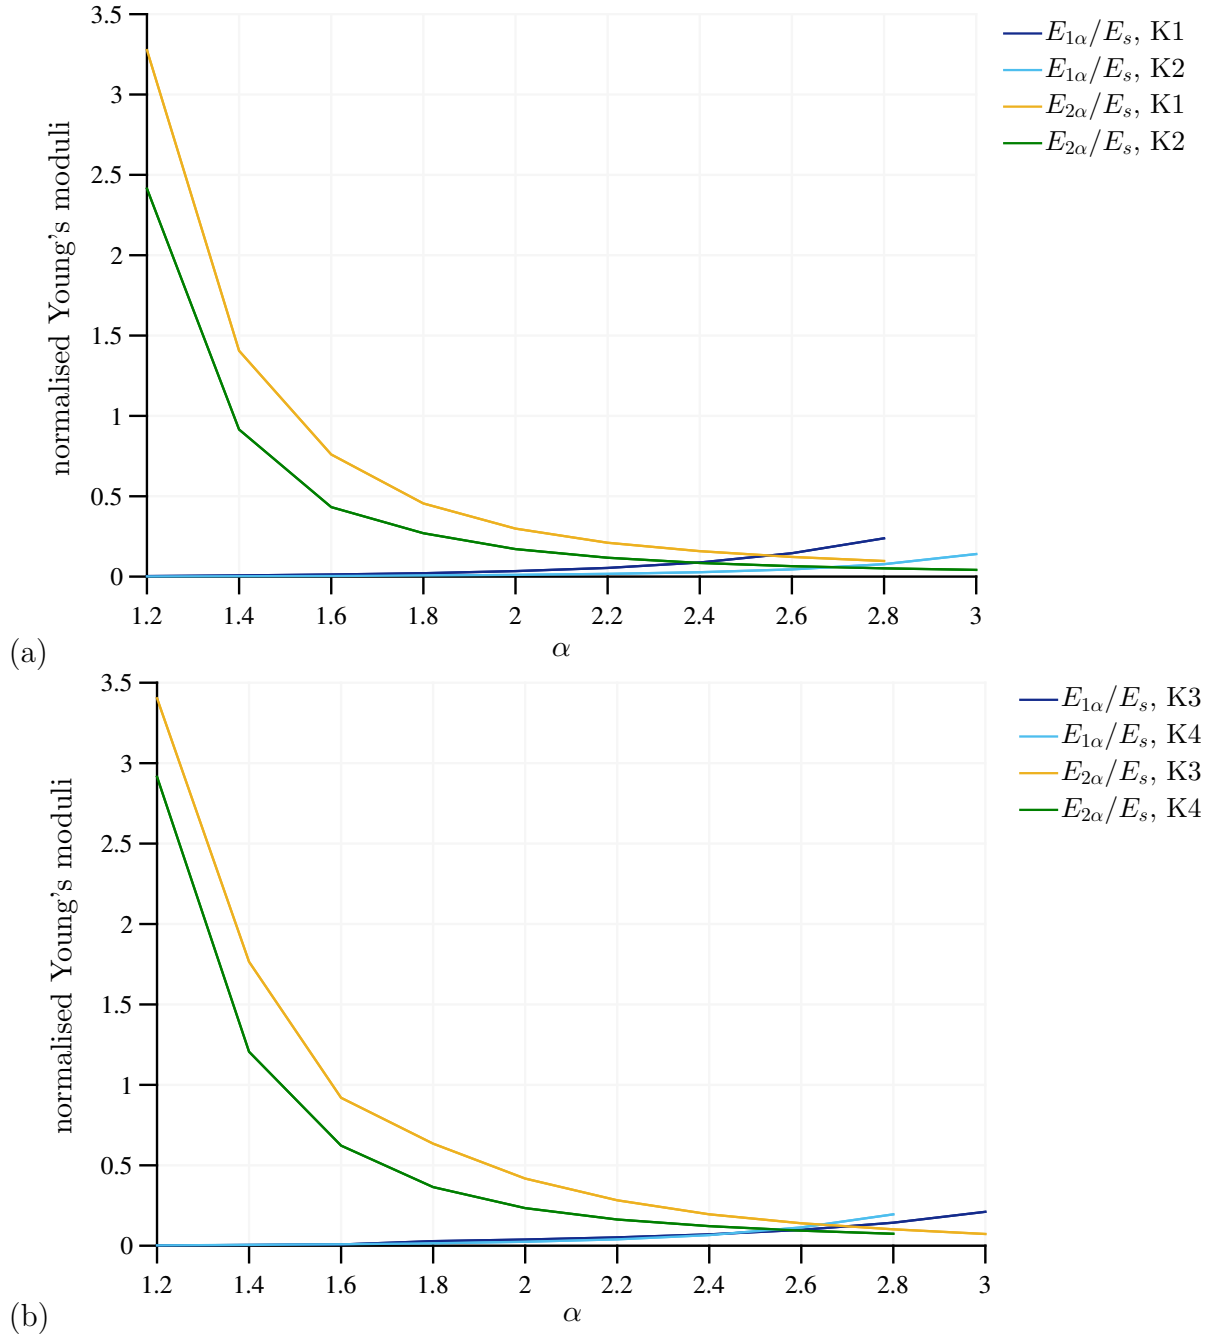 3.5
3
2.5
2
1.5
1
0.5
0
normalised Young's moduli
1.2 1.4 1.6 1.8 2 2.2 2.4 2.6 2.8 3
α
(a)
E1α/Es, K1
E1α/Es, K2
E2α/Es, K1
E2α/Es, K2
3.5
3
2.5
2
1.5
1
0.5
0
normalised Young's moduli
1.2 1.4 1.6 1.8 2 2.2 2.4 2.6 2.8 3
α
(b)
E1α/Es, K3
E1α/Es, K4
E2α/Es, K3
E2α/Es, K4